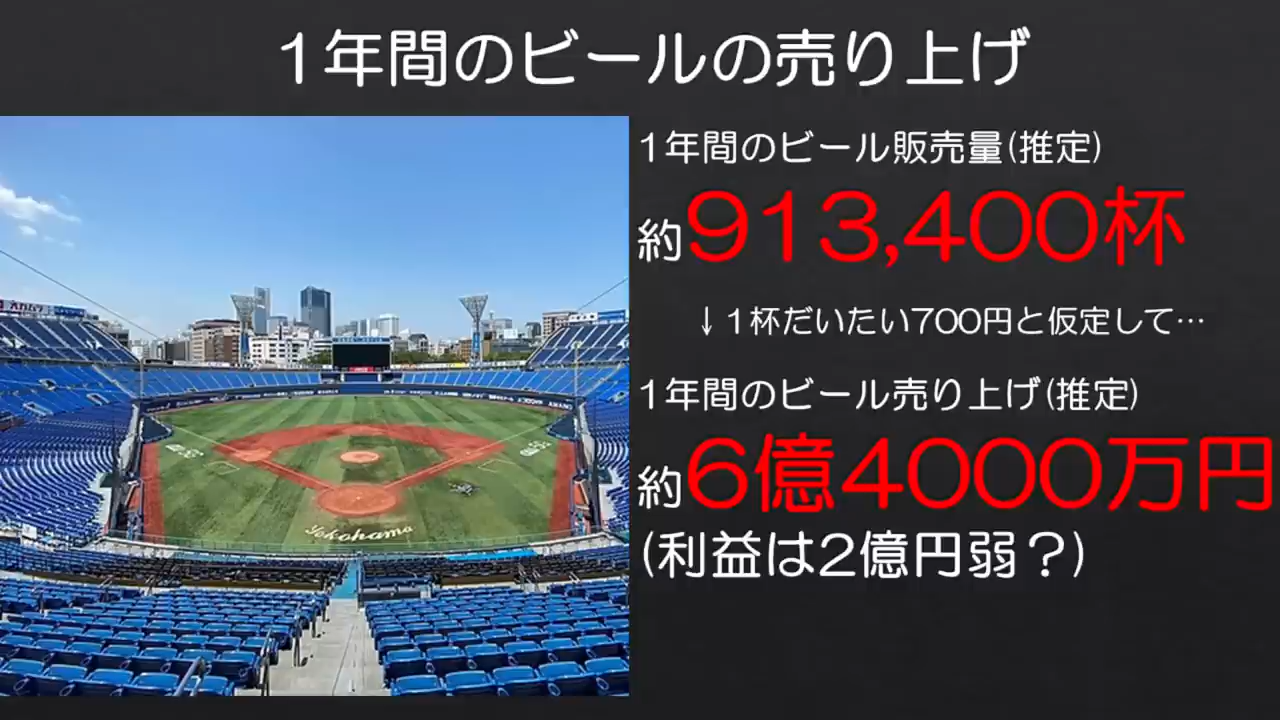 1年間のビールの売り上げ
1年間のビール販売量(推定)
約913,400杯
↓1杯だいたい700円と仮定して…
1年間のビール売り上げ(推定)
約6億4000万円
(利益は2億円弱？)
Yokohama